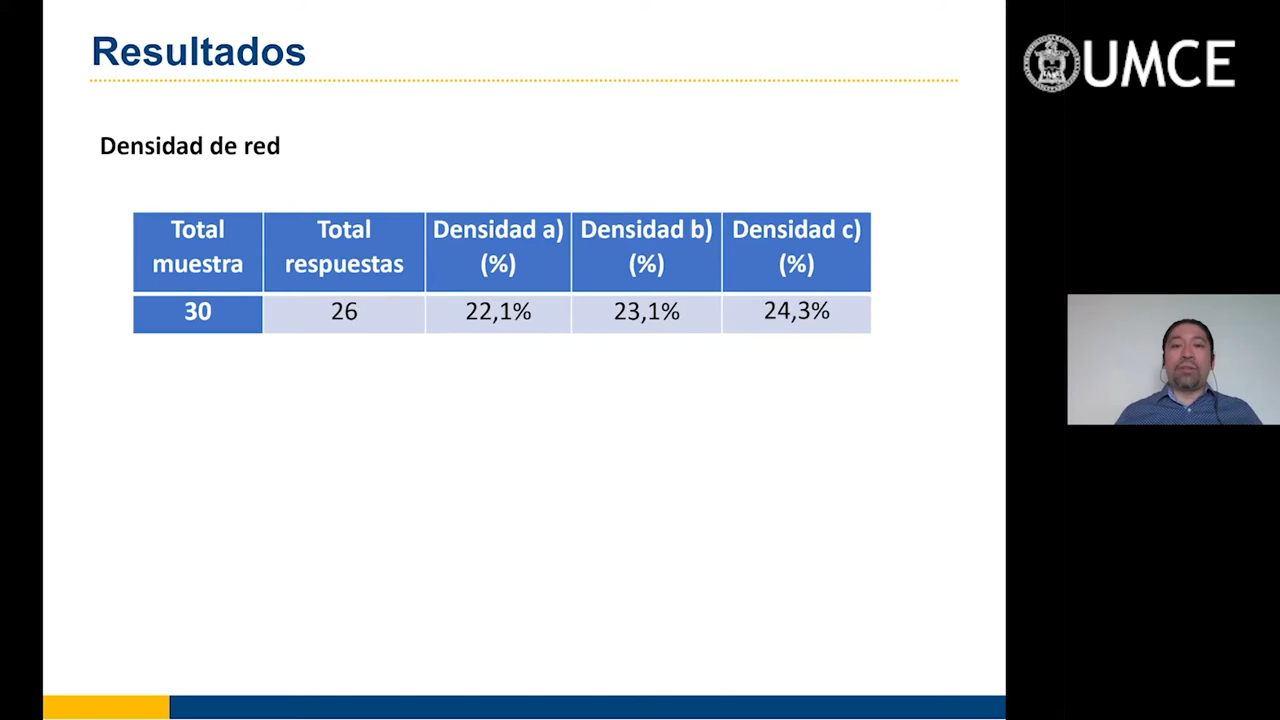 Resultados
UMCE
Densidad de red
Total muestra
Total respuestas
Densidad a) (%)
Densidad b) (%)
Densidad c) (%)
30
26
22,1%
23,1%
24,3%